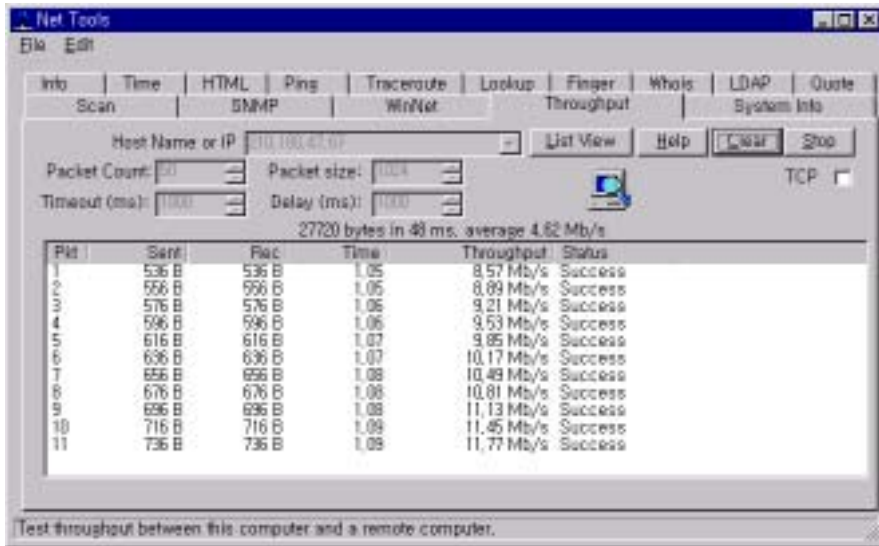 Net Tools
File Edit
Info Time HTML Ping Traceroute Lookup Finger Whois LDAP Quote
Scan SNMP WinNet Throughput System Info
Host Name or IP 210.180.47.67 List View Help Clear Stop
Packet Count: 50 Packet size: 1024 TCP
Timeout (ms): 1000 Delay (ms): 1000
27720 bytes in 48 ms, average 4.62 Mb/s
Pkt Sent Rec Time Throughput Status
1 536 B 536 B 1.05 8.57 Mb/s Success
2 556 B 556 B 1.05 8.89 Mb/s Success
3 576 B 576 B 1.06 9.21 Mb/s Success
4 596 B 596 B 1.06 9.53 Mb/s Success
5 616 B 616 B 1.07 9.85 Mb/s Success
6 636 B 636 B 1.07 10.17 Mb/s Success
7 656 B 656 B 1.08 10.49 Mb/s Success
8 676 B 676 B 1.08 10.81 Mb/s Success
9 696 B 696 B 1.08 11.13 Mb/s Success
10 716 B 716 B 1.09 11.45 Mb/s Success
11 736 B 736 B 1.09 11.77 Mb/s Success
Test throughput between this computer and a remote computer.